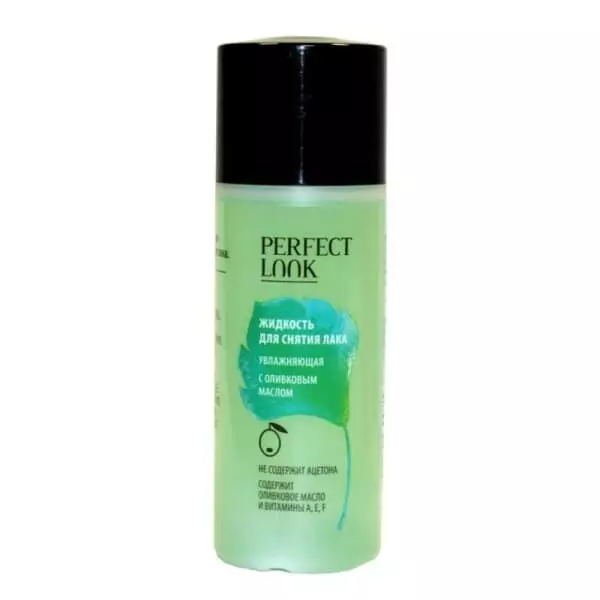 PERFECT
LOOK
ЖИДКОСТЬ
ДЛЯ СНЯТИЯ ЛАКА
УВЛАЖНЯЮЩАЯ
С ОЛИВКОВЫМ
МАСЛОМ
НЕ СОДЕРЖИТ АЦЕТОНА
СОДЕРЖИТ
ОЛИВКОВОЕ МАСЛО
И ВИТАМИНЫ A, E, F